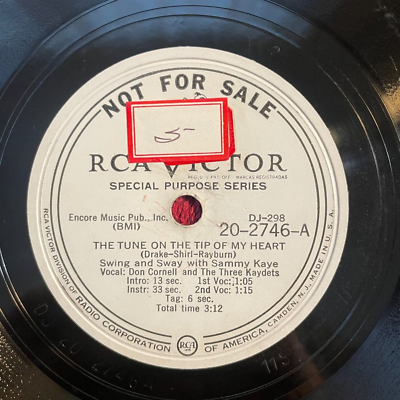 NOT FOR SALE
5-
RCA VICTOR
MARCAS REGISTRADAS
SPECIAL PURPOSE SERIES
Encore Music Pub., Inc. DJ-298
(BMI) 20-2746-A
THE TUNE ON THE TIP OF MY HEART
(Drake-Shirl-Rayburn)
Swing and Sway with Sammy Kaye
Vocal: Don Cornell and The Three Kaydets
Intro: 13 sec. 1st Voc: 1:05
Instr: 33 sec. 2nd Voc: 1:15
Tag: 6 sec.
Total time 3:12
RCA VICTOR DIVISION OF RADIO CORPORATION OF AMERICA, CAMDEN, N.J. MADE IN U.S.A.
RCA